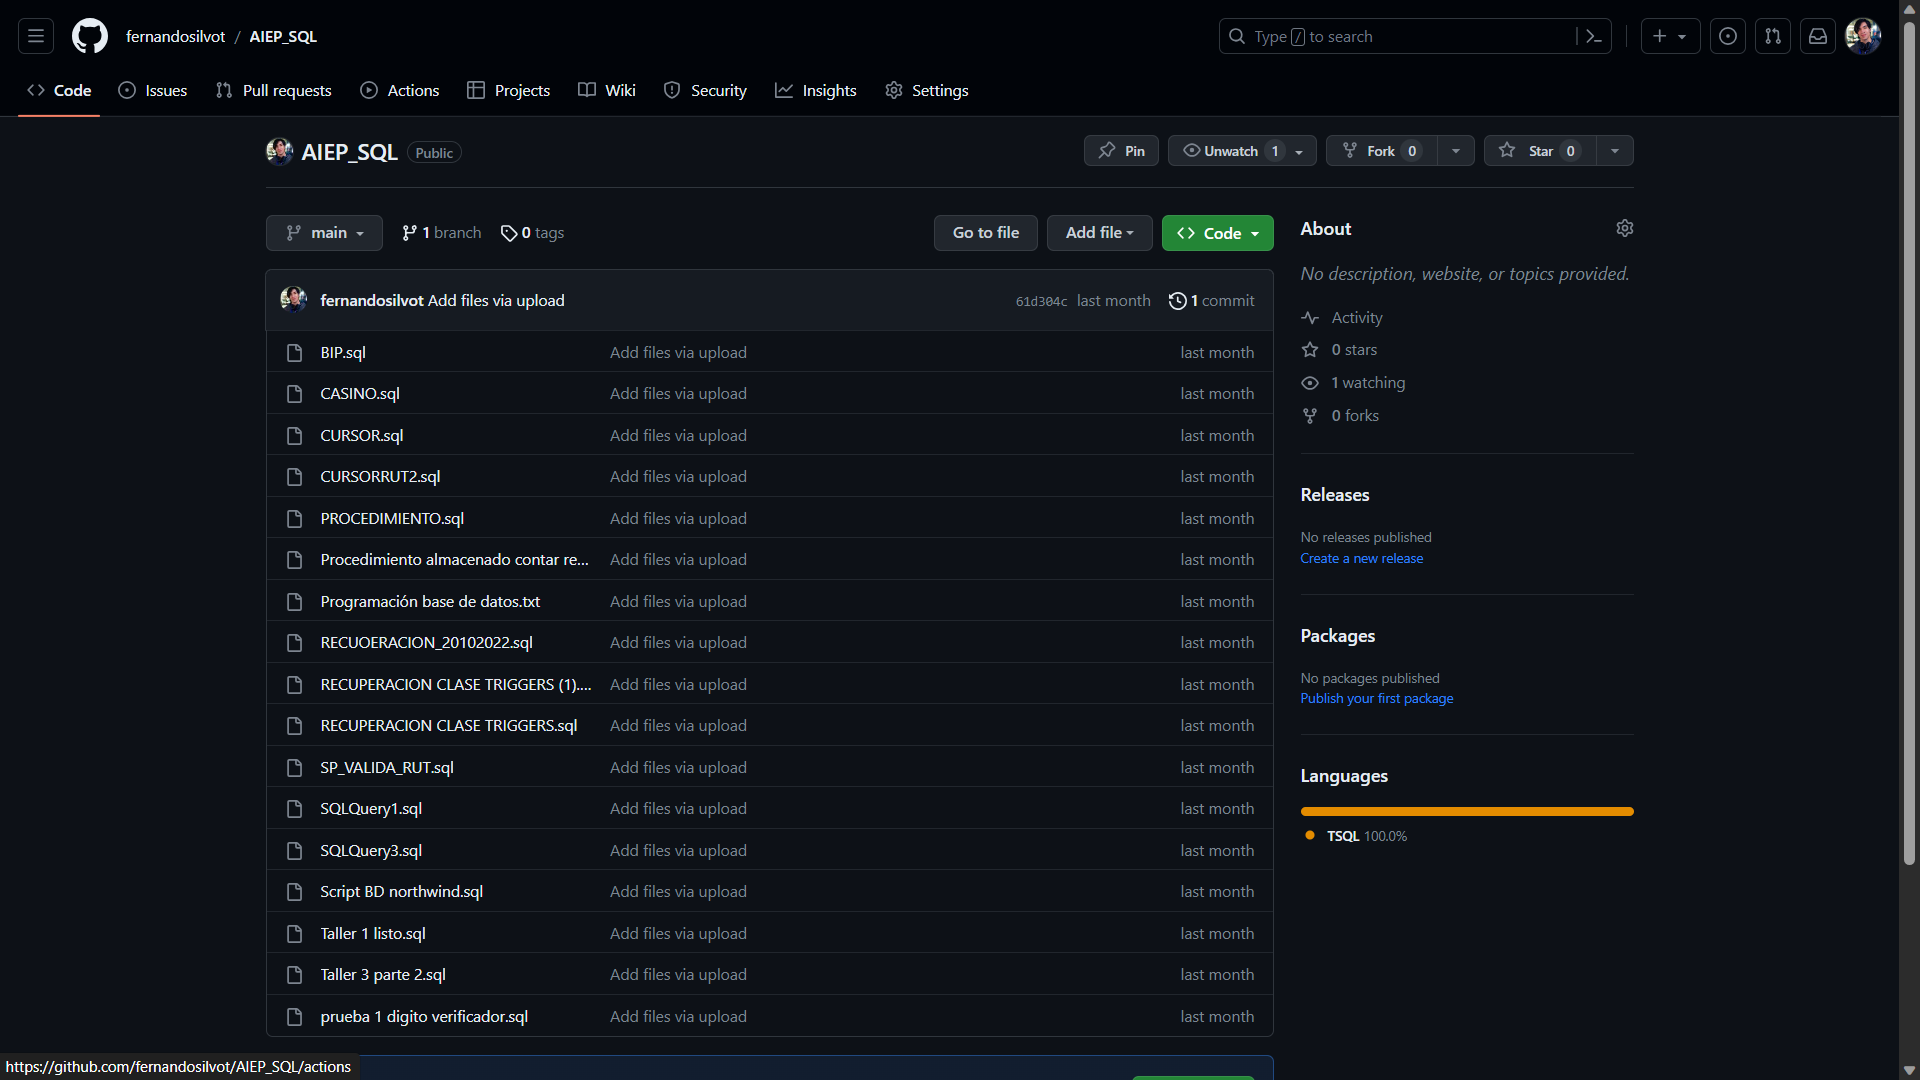 fernandosilvot / AIEP_SQL
Type / to search
Code Issues Pull requests Actions Projects Wiki Security Insights Settings
AIEP_SQL Public
Pin Unwatch 1 Fork 0 Star 0
main 1 branch 0 tags Go to file Add file Code
fernandosilvot Add files via upload 61d304c last month 1 commit
BIP.sql Add files via upload last month
CASINO.sql Add files via upload last month
CURSOR.sql Add files via upload last month
CURSORRUT2.sql Add files via upload last month
PROCEDIMIENTO.sql Add files via upload last month
Procedimiento almacenado contar re... Add files via upload last month
Programación base de datos.txt Add files via upload last month
RECUOERACION_20102022.sql Add files via upload last month
RECUPERACION CLASE TRIGGERS (1).... Add files via upload last month
RECUPERACION CLASE TRIGGERS.sql Add files via upload last month
SP_VALIDA_RUT.sql Add files via upload last month
SQLQuery1.sql Add files via upload last month
SQLQuery3.sql Add files via upload last month
Script BD northwind.sql Add files via upload last month
Taller 1 listo.sql Add files via upload last month
Taller 3 parte 2.sql Add files via upload last month
prueba 1 digito verificador.sql Add files via upload last month
About
No description, website, or topics provided.
Activity
0 stars
1 watching
0 forks
Releases
No releases published
Create a new release
Packages
No packages published
Publish your first package
Languages
TSQL 100.0%
https://github.com/fernandosilvot/AIEP_SQL/actions